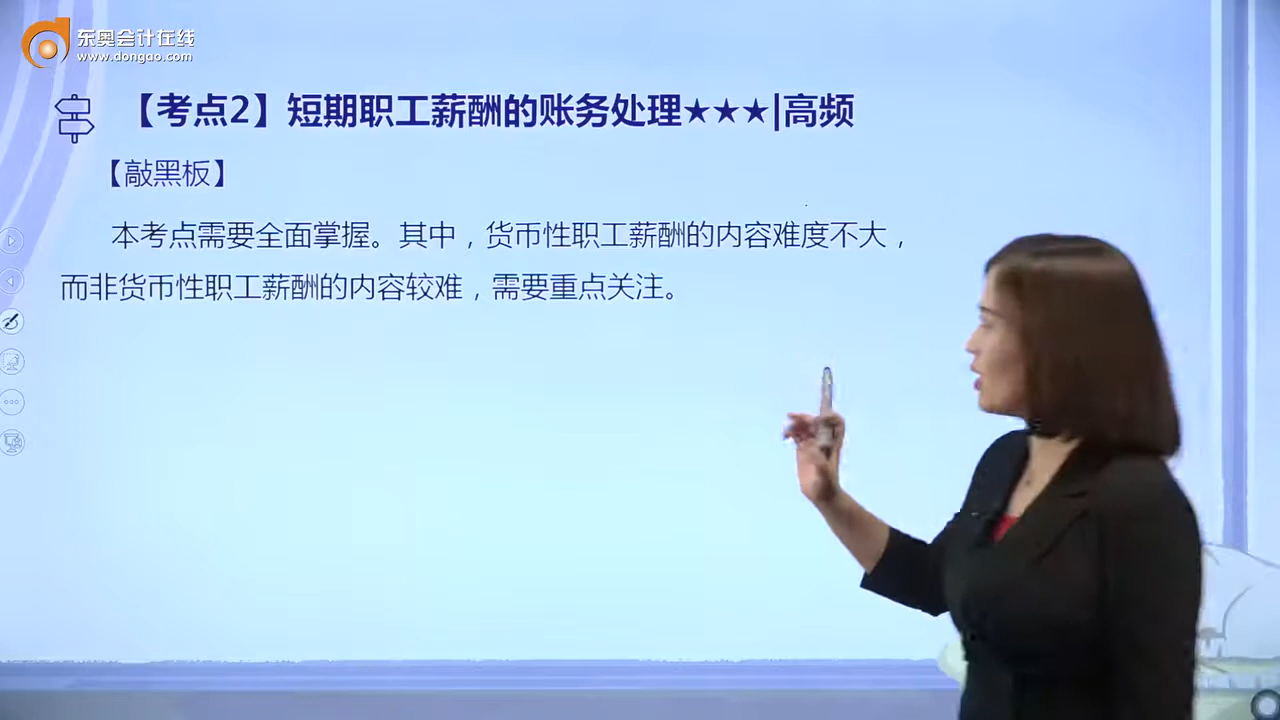 东奥会计在线
www.dongao.com
【考点2】短期职工薪酬的账务处理★★★|高频
【敲黑板】
本考点需要全面掌握。其中，货币性职工薪酬的内容难度不大，
而非货币性职工薪酬的内容较难，需要重点关注。